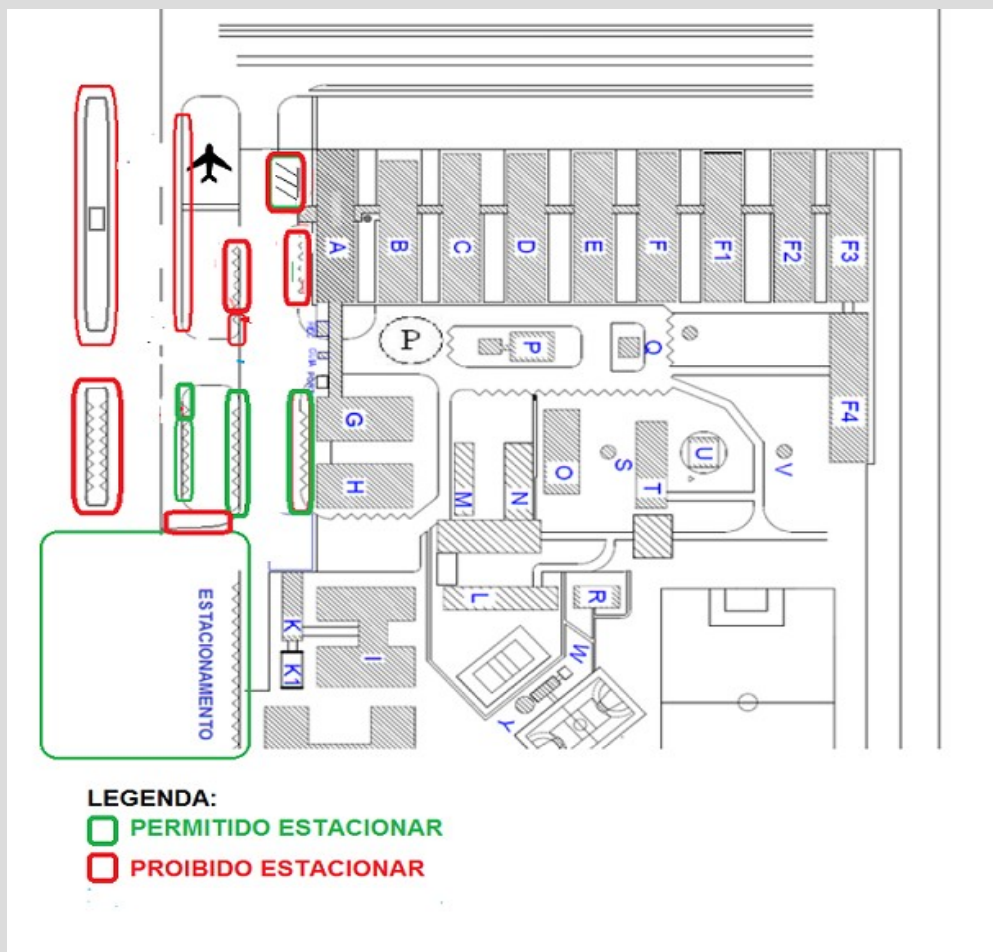 A
B
C
D
E
F
F1
F2
F3
P
P
Q
G
F4
H
M
N
O
S
T
U
V
L
R
K
I
K1
W
Y
ESTACIONAMENTO
LEGENDA:
PERMITIDO ESTACIONAR
PROIBIDO ESTACIONAR